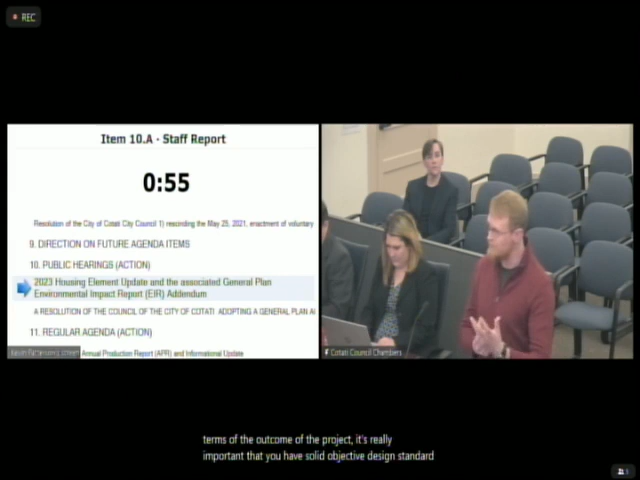 REC
Item 10.A - Staff Report
0:55
Resolution of the City of Cotati City Council 1) rescinding the May 25, 2021, enactment of voluntary
9. DIRECTION ON FUTURE AGENDA ITEMS
10. PUBLIC HEARINGS (ACTION)
2023 Housing Element Update and the associated General Plan
Environmental Impact Report (EIR) Addendum
A RESOLUTION OF THE COUNCIL OF THE CITY OF COTATI ADOPTING A GENERAL PLAN A
11. REGULAR AGENDA (ACTION)
Annual Production Report (APR) and Informational Update
Cotati Council Chambers
terms of the outcome of the project, it's really
important that you have solid objective design standard